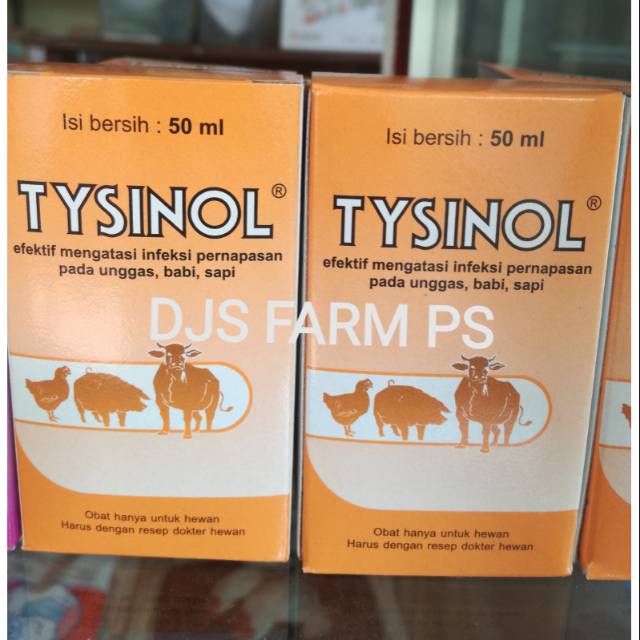 Isi bersih : 50 ml
TYSINOL®
efektif mengatasi infeksi pernapasan
pada unggas, babi, sapi
Obat hanya untuk hewan
Harus dengan resep dokter hewan
Isi bersih : 50 ml
TYSINOL®
efektif mengatasi infeksi pernapasan
pada unggas, babi, sapi
Obat hanya untuk hewan
Harus dengan resep dokter hewan
DJS FARM PS